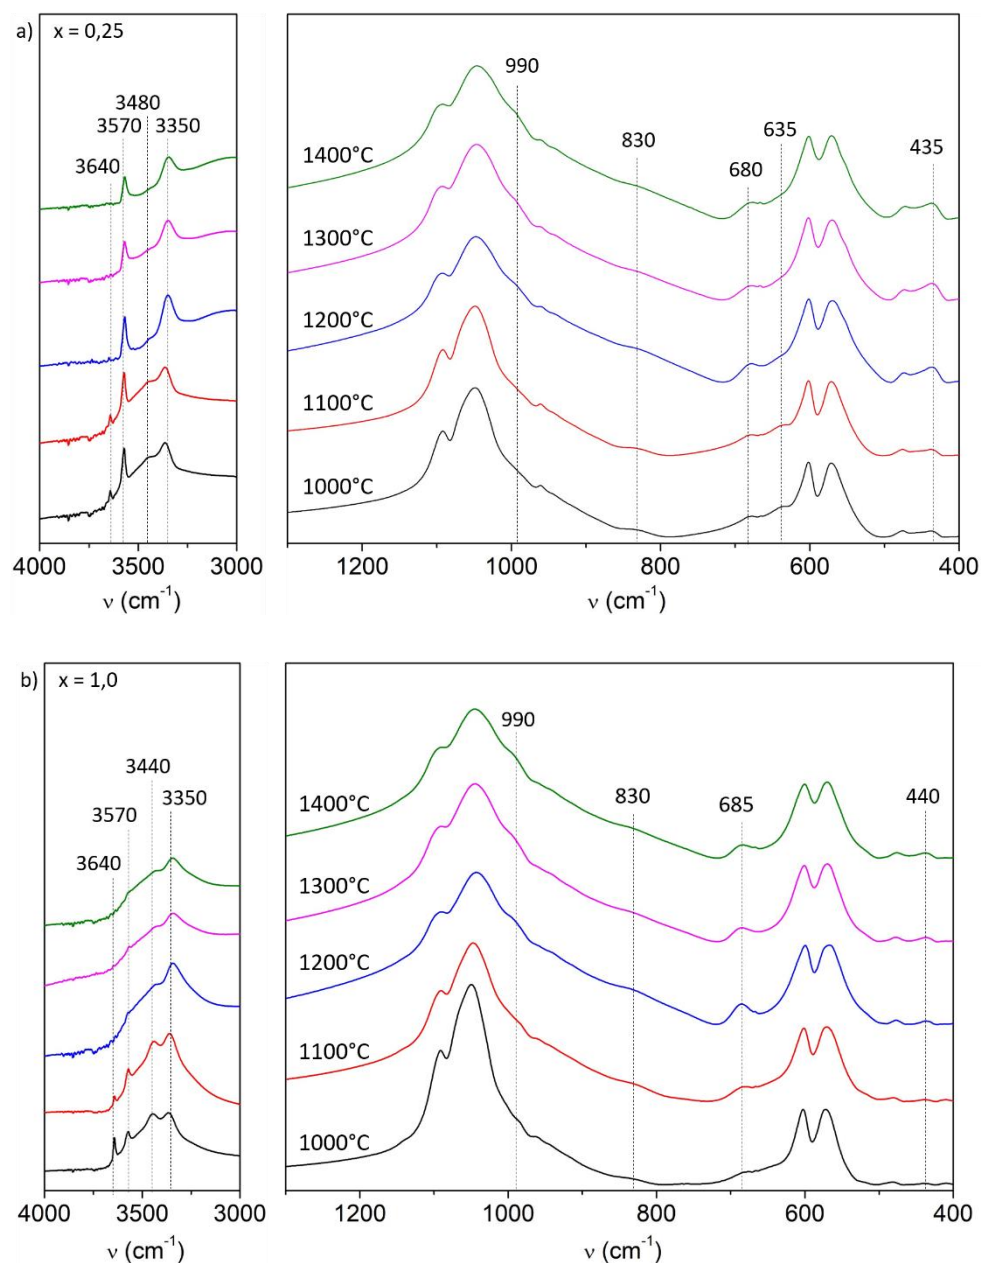 a) x = 0,25
3480
3570 3350
3640
990
830
635
680
435
1400°C
1300°C
1200°C
1100°C
1000°C
4000 3500 3000
ν (cm⁻¹)
1200 1000 800 600 400
ν (cm⁻¹)
b) x = 1,0
3440
3350
3570
3640
990
830
685
440
1400°C
1300°C
1200°C
1100°C
1000°C
4000 3500 3000
ν (cm⁻¹)
1200 1000 800 600 400
ν (cm⁻¹)